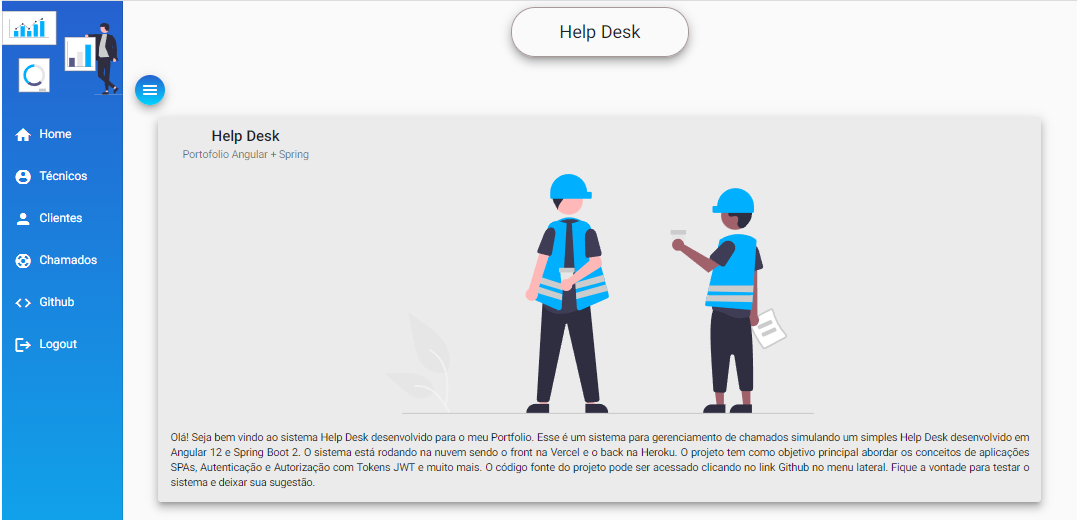 Help Desk
Home
Técnicos
Clientes
Chamados
Github
Logout
Help Desk
Portofolio Angular + Spring
Olá! Seja bem vindo ao sistema Help Desk desenvolvido para o meu Portfolio. Esse é um sistema para gerenciamento de chamados simulando um simples Help Desk desenvolvido em
Angular 12 e Spring Boot 2. O sistema está rodando na nuvem sendo o front na Vercel e o back na Heroku. O projeto tem como objetivo principal abordar os conceitos de aplicações
SPAs, Autenticação e Autorização com Tokens JWT e muito mais. O código fonte do projeto pode ser acessado clicando no link Github no menu lateral. Fique a vontade para testar o
sistema e deixar sua sugestão.